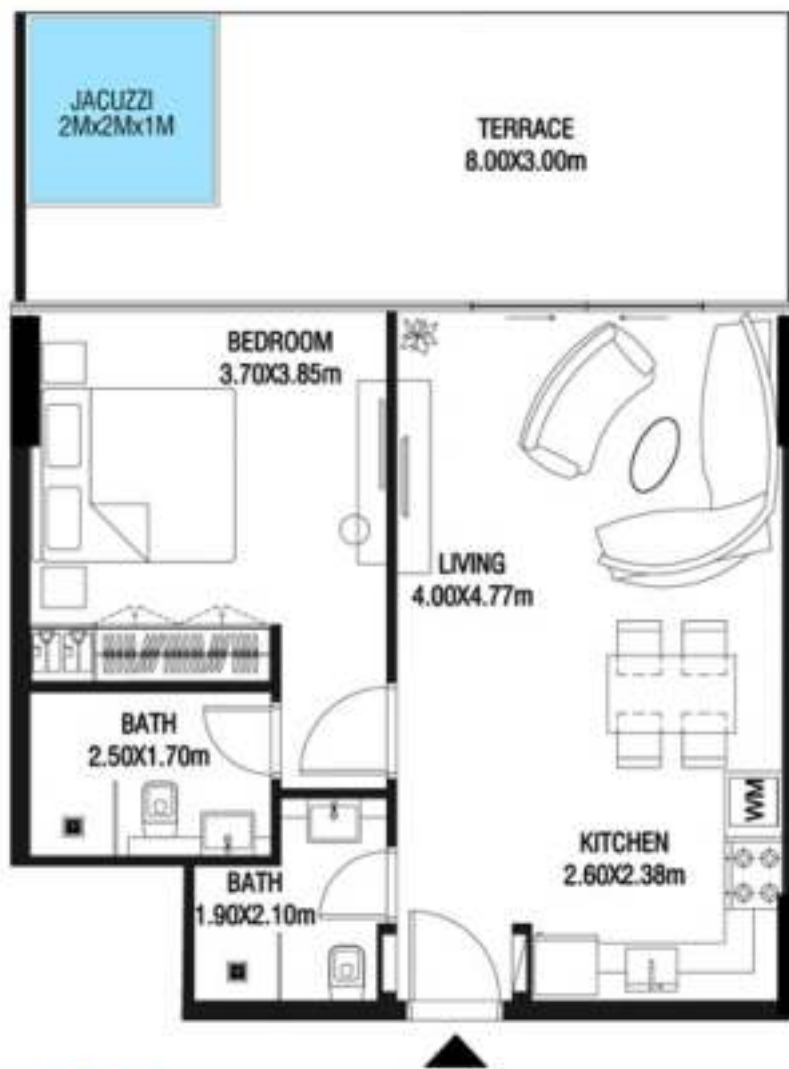 JACUZZI
2Mx2Mx1M
TERRACE
8.00X3.00m
BEDROOM
3.70X3.85m
LIVING
4.00X4.77m
BATH
2.50X1.70m
WM
KITCHEN
2.60X2.38m
BATH
1.90X2.10m